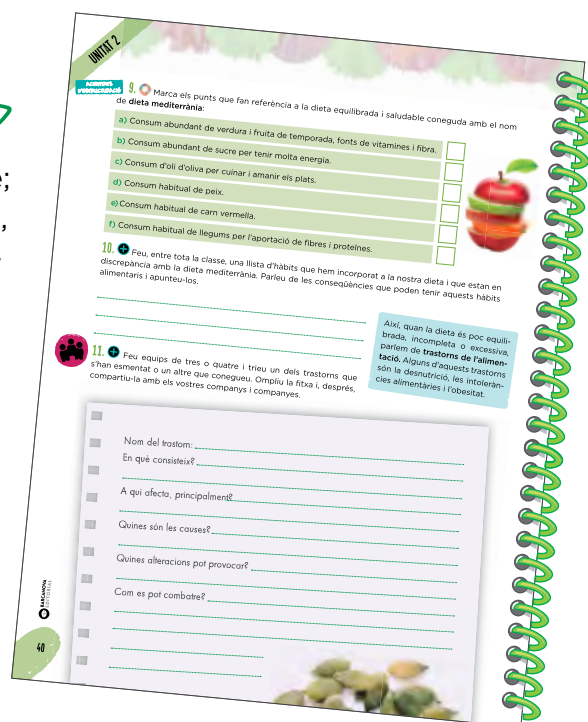 UNITAT 2
9. Marca els punts que fan referència a la dieta equilibrada i saludable coneguda amb el nom
de dieta mediterrània:
a) Consum abundant de verdura i fruita de temporada, fonts de vitamines i fibra.
b) Consum abundant de sucre per tenir molta energia.
c) Consum d'oli d'oliva per cuinar i amanir els plats.
d) Consum habitual de peix.
e) Consum habitual de carn vermella.
f) Consum habitual de llegums per l'aportació de fibres i proteïnes.
10. Feu, entre tota la classe, una llista d'hàbits que hem incorporat a la nostra dieta i que estan en
discrepància amb la dieta mediterrània. Parleu de les conseqüències que poden tenir aquests hàbits
alimentaris i apunteu-los.
Així, quan la dieta és poc equili-
brada, incompleta o excessiva,
parlem de trastorns de l'alimen-
tació. Alguns d'aquests trastorns
són la desnutrició, les intoleràn-
cies alimentàries i l'obesitat.
11. Feu equips de tres o quatre i trieu un dels trastorns que
s'han esmentat o un altre que conegueu. Ompliu la fitxa i, després,
compartiu-la amb els vostres companys i companyes.
Nom del trastorn:
En què consisteix?
A qui afecta, principalment?
Quines són les causes?
Quines alteracions pot provocar?
Com es pot combatre?
BARCANOVA
EDITORIAL
40